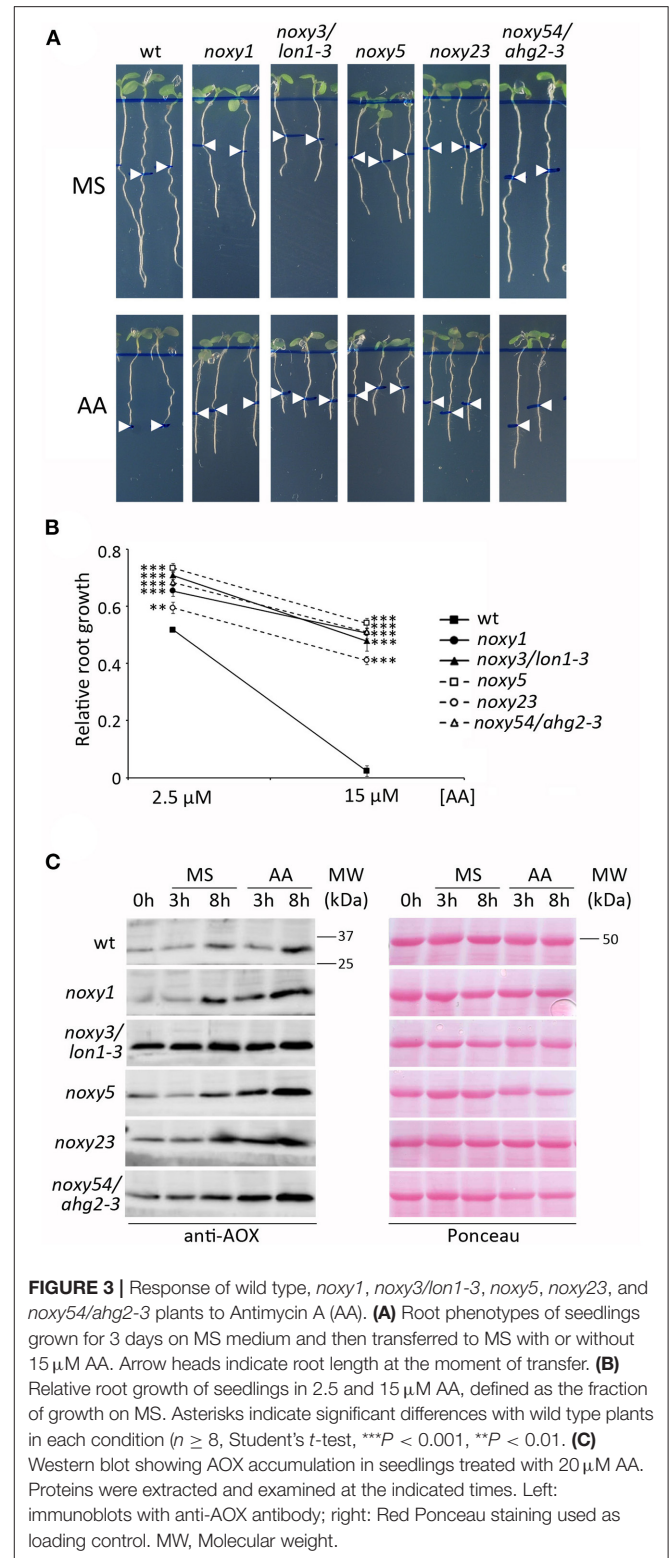 A
wt noxy1 noxy3/ lon1-3 noxy5 noxy23 noxy54/ ahg2-3
MS
AA
B
Relative root growth
0.8
0.6
0.4
0.2
0
*** *** *** *** **
*** *** *** *** ***
2.5 μM 15 μM [AA]
wt
noxy1
noxy3/lon1-3
noxy5
noxy23
noxy54/ahg2-3
C
MS AA MW (kDa)
0h 3h 8h 3h 8h
MS AA MW (kDa)
0h 3h 8h 3h 8h
wt
37
25
50
noxy1
noxy3/ lon1-3
noxy5
noxy23
noxy54/ ahg2-3
anti-AOX
Ponceau
FIGURE 3 | Response of wild type, noxy1, noxy3/lon1-3, noxy5, noxy23, and
noxy54/ahg2-3 plants to Antimycin A (AA). (A) Root phenotypes of seedlings
grown for 3 days on MS medium and then transferred to MS with or without
15 μM AA. Arrow heads indicate root length at the moment of transfer. (B)
Relative root growth of seedlings in 2.5 and 15 μM AA, defined as the fraction
of growth on MS. Asterisks indicate significant differences with wild type plants
in each condition (n ≥ 8, Student's t-test, ***P < 0.001, **P < 0.01. (C)
Western blot showing AOX accumulation in seedlings treated with 20 μM AA.
Proteins were extracted and examined at the indicated times. Left:
immunoblots with anti-AOX antibody; right: Red Ponceau staining used as
loading control. MW, Molecular weight.